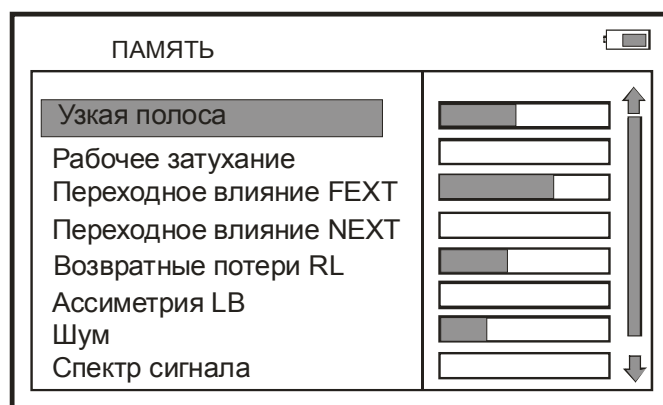 ПАМЯТЬ
Узкая полоса
Рабочее затухание
Переходное влияние FEXT
Переходное влияние NEXT
Возвратные потери RL
Ассиметрия LB
Шум
Спектр сигнала